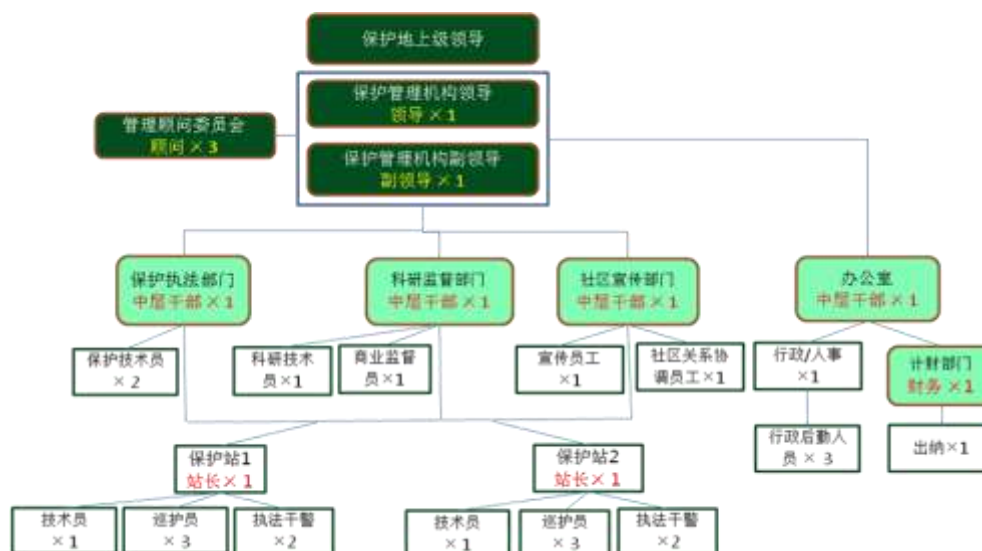 保护地上级领导
保护管理机构领导
领导×1
管理顾问委员会
顾问×3
保护管理机构副领导
副领导×1
保护执法部门
中层干部×1
科研监督部门
中层干部×1
社区宣传部门
中层干部×1
办公室
中层干部×1
保护技术员
×2
科研技术
员×1
商业监督
员×1
宣传员工
×1
社区关系协
调员工×1
行政/人事
×1
计财部门
财务×1
行政后勤人
员×3
出纳×1
保护站1
站长×1
保护站2
站长×1
技术员
×1
巡护员
×3
执法干警
×2
技术员
×1
巡护员
×3
执法干警
×2